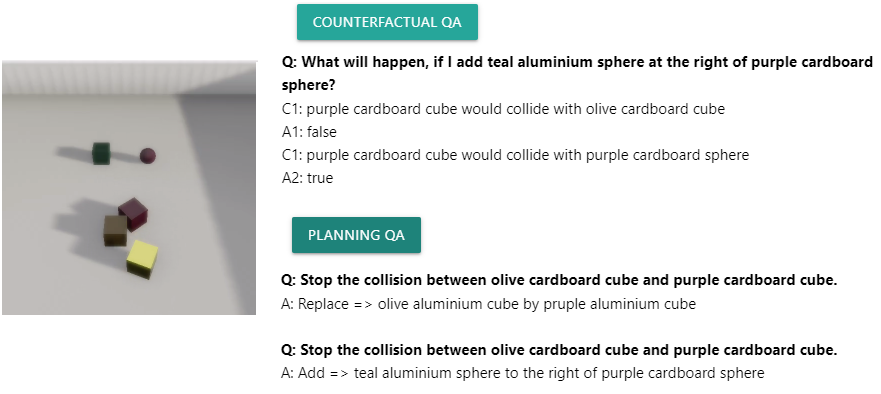 COUNTERFACTUAL QA
Q: What will happen, if I add teal aluminium sphere at the right of purple cardboard
sphere?
C1: purple cardboard cube would collide with olive cardboard cube
A1: false
C1: purple cardboard cube would collide with purple cardboard sphere
A2: true
PLANNING QA
Q: Stop the collision between olive cardboard cube and purple cardboard cube.
A: Replace => olive aluminium cube by pruple aluminium cube
Q: Stop the collision between olive cardboard cube and purple cardboard cube.
A: Add => teal aluminium sphere to the right of purple cardboard sphere